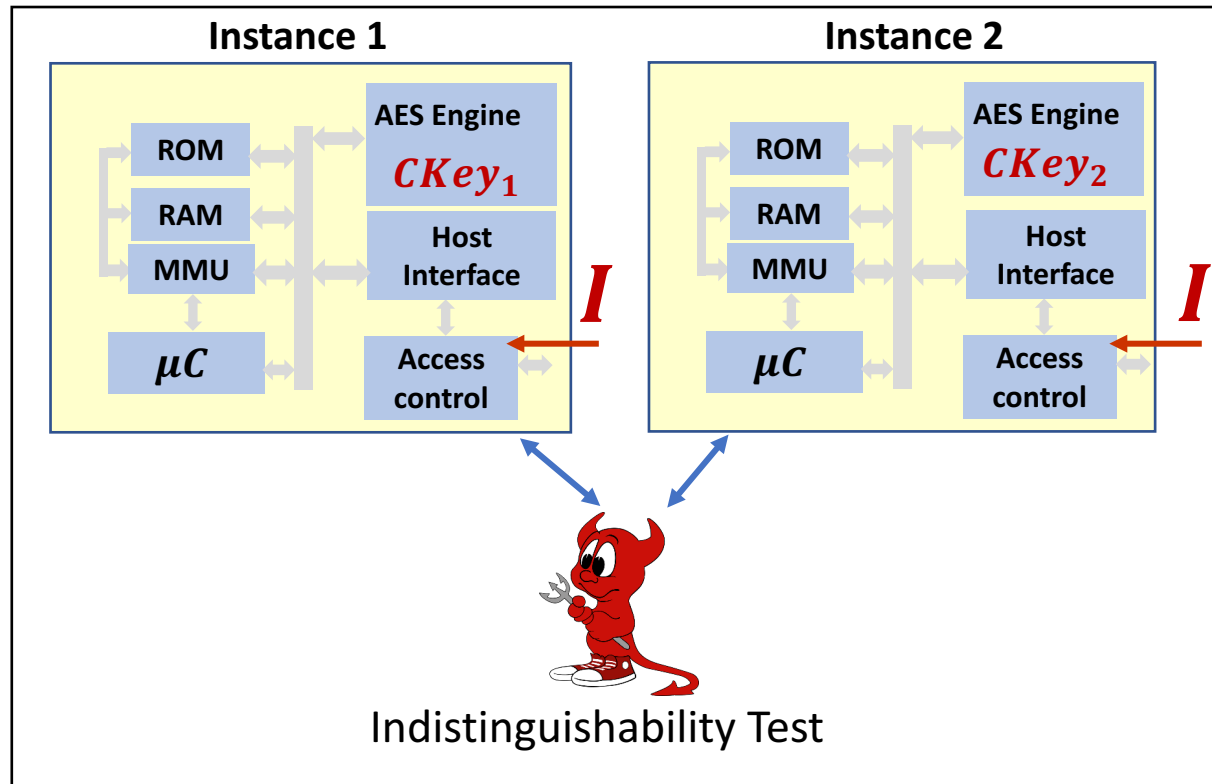 Instance 1
AES Engine
CKey₁
ROM
RAM
MMU
Host
Interface
I
μC
Access
control
Instance 2
AES Engine
CKey₂
ROM
RAM
MMU
Host
Interface
I
μC
Access
control
Indistinguishability Test